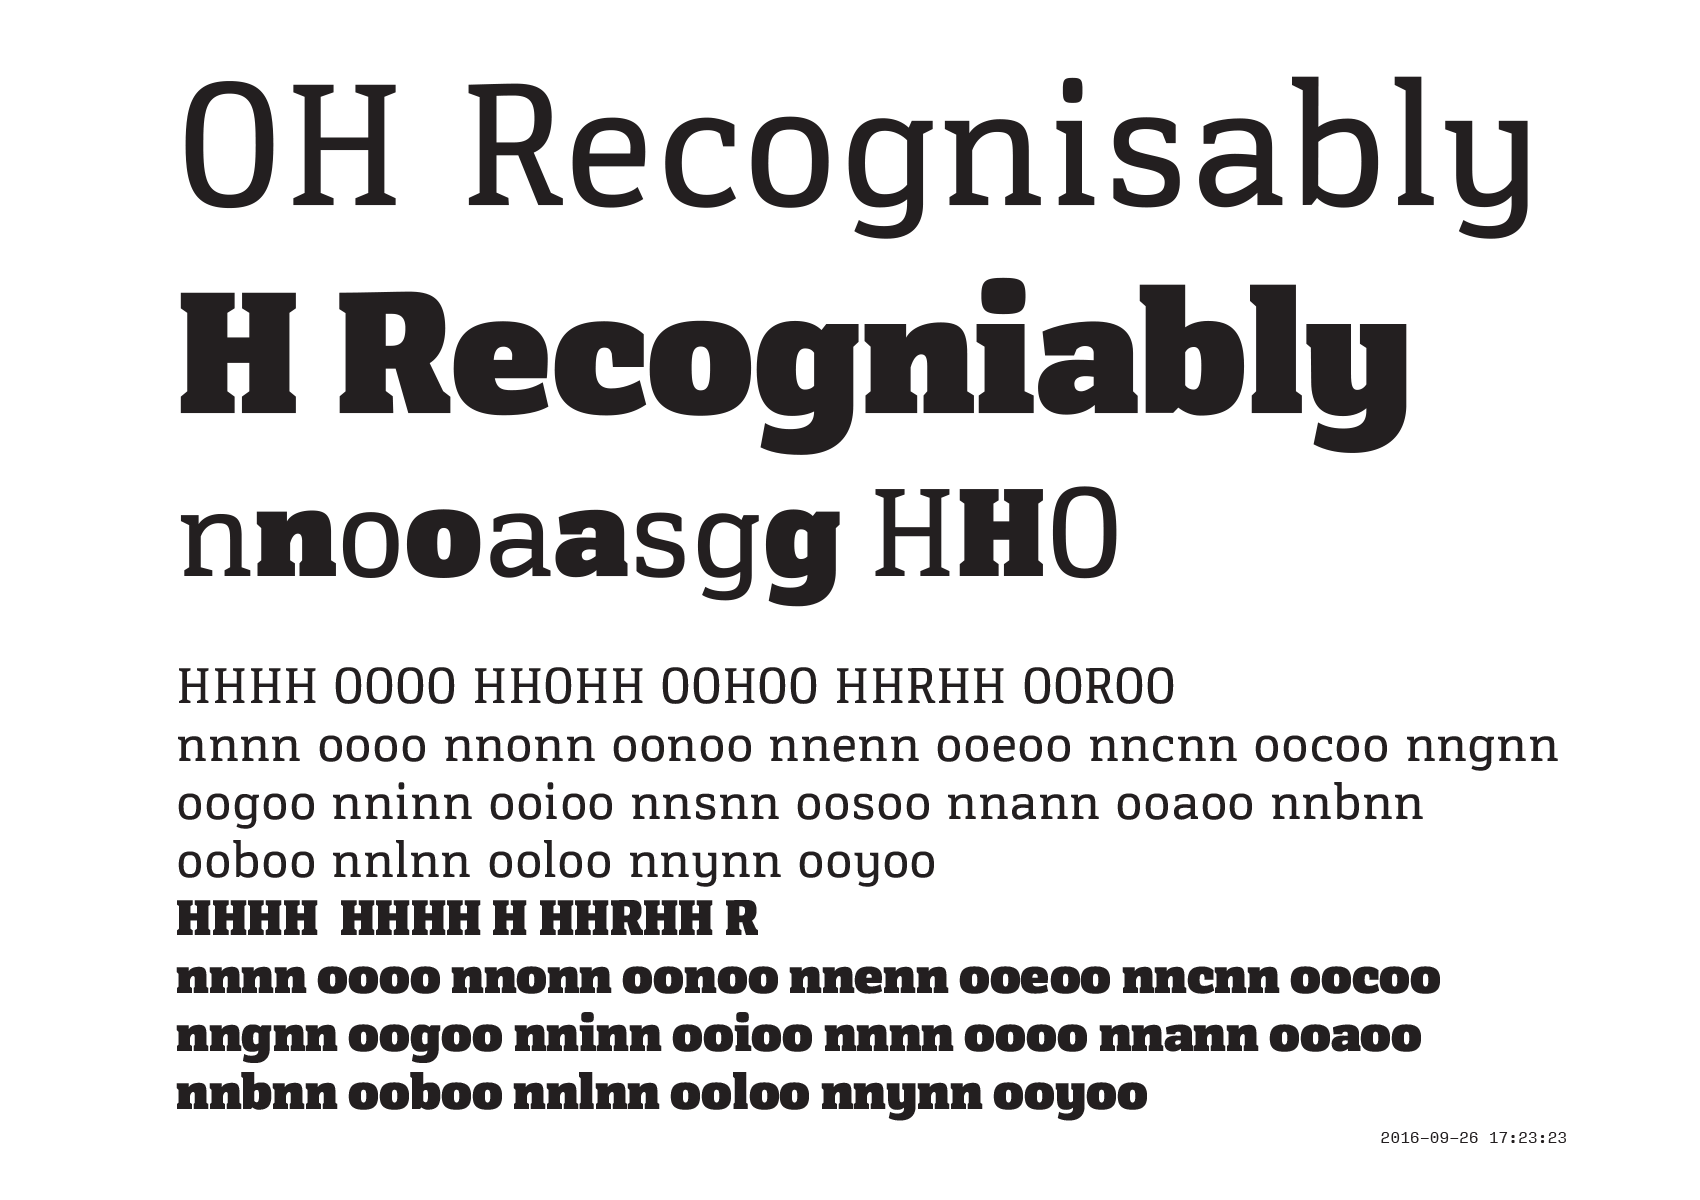 OH Recognisably
H Recogniably
nnooaasgg HHO
HHHH OOOO HHOHH OOHOO HHRHH OOROO
nnnn oooo nnonn oonoo nnenn ooeoo nncnn oocoo nngnn
oogoo nninn ooioo nnsnn oosoo nnann ooaoo nnbnn
ooboo nnlnn ooloo nnynn ooyoo
HHHH HHHH H HHRHH R
nnnn oooo nnonn oonoo nnenn ooeoo nncnn oocoo
nngnn oogoo nninn ooioo nnnn oooo nnann ooaoo
nnbnn ooboo nnlnn ooloo nnynn ooyoo
2016-09-26 17:23:23